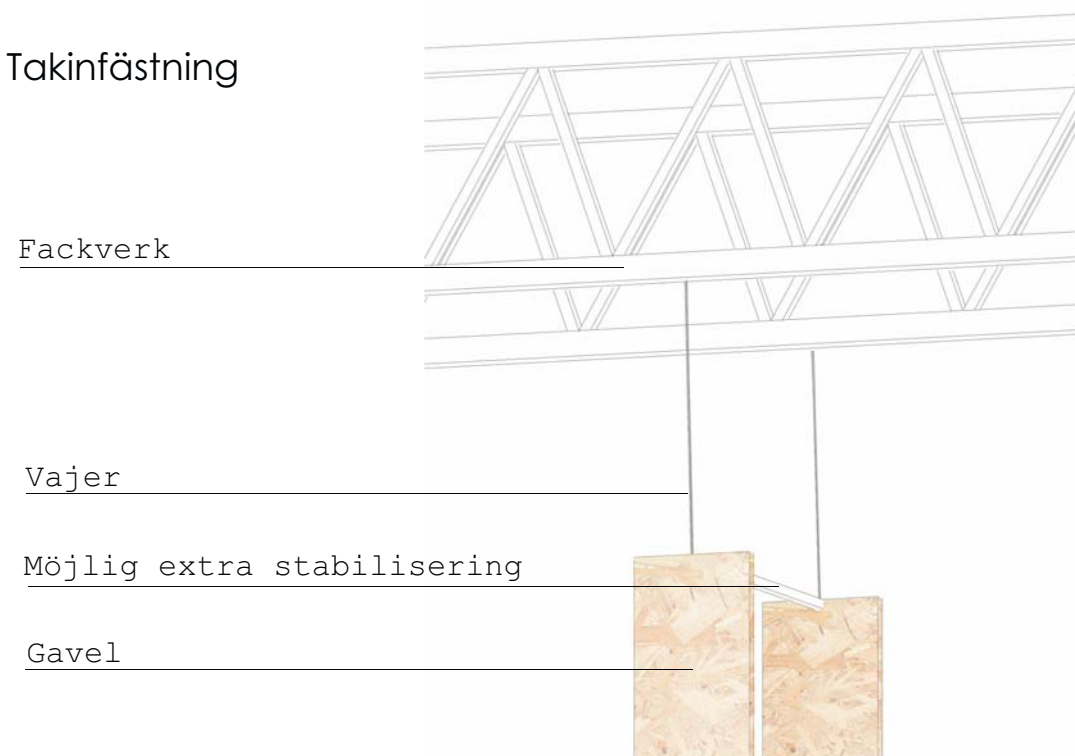 Takinfästning
Fackverk
Vajer
Möjlig extra stabilisering
Gavel